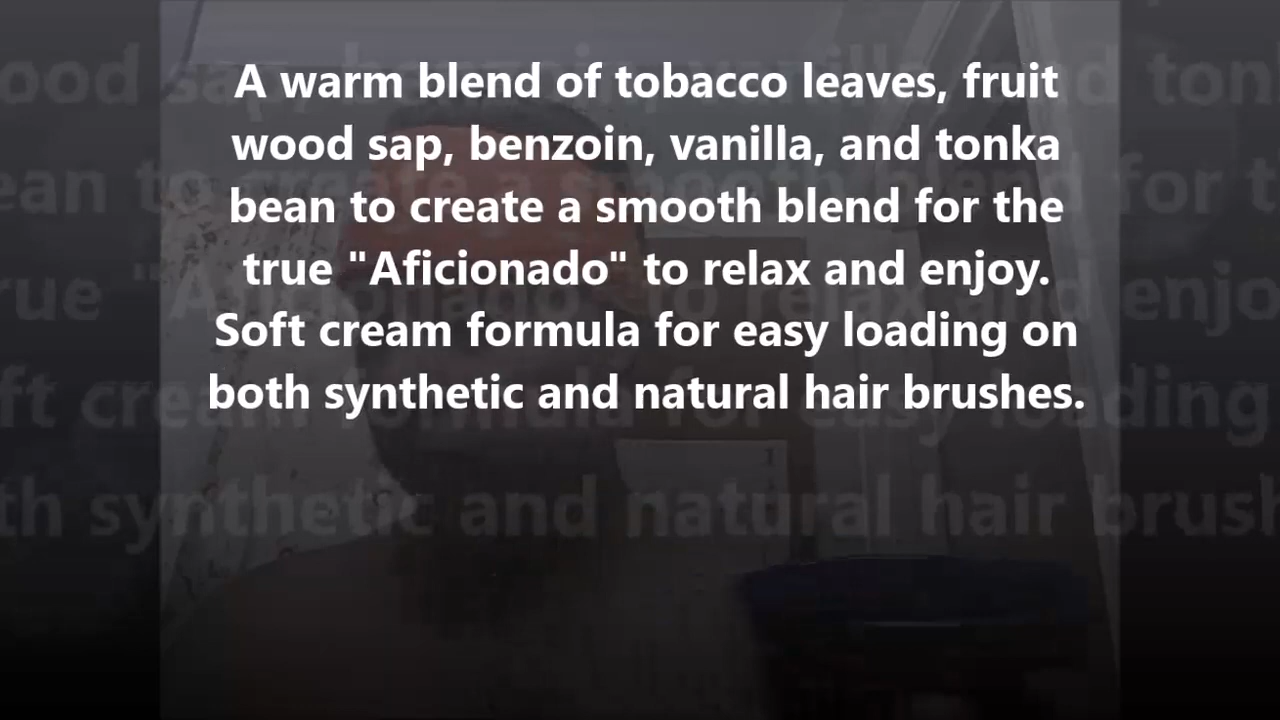 A warm blend of tobacco leaves, fruit
wood sap, benzoin, vanilla, and tonka
bean to create a smooth blend for the
true "Aficionado" to relax and enjoy.
Soft cream formula for easy loading on
both synthetic and natural hair brushes.